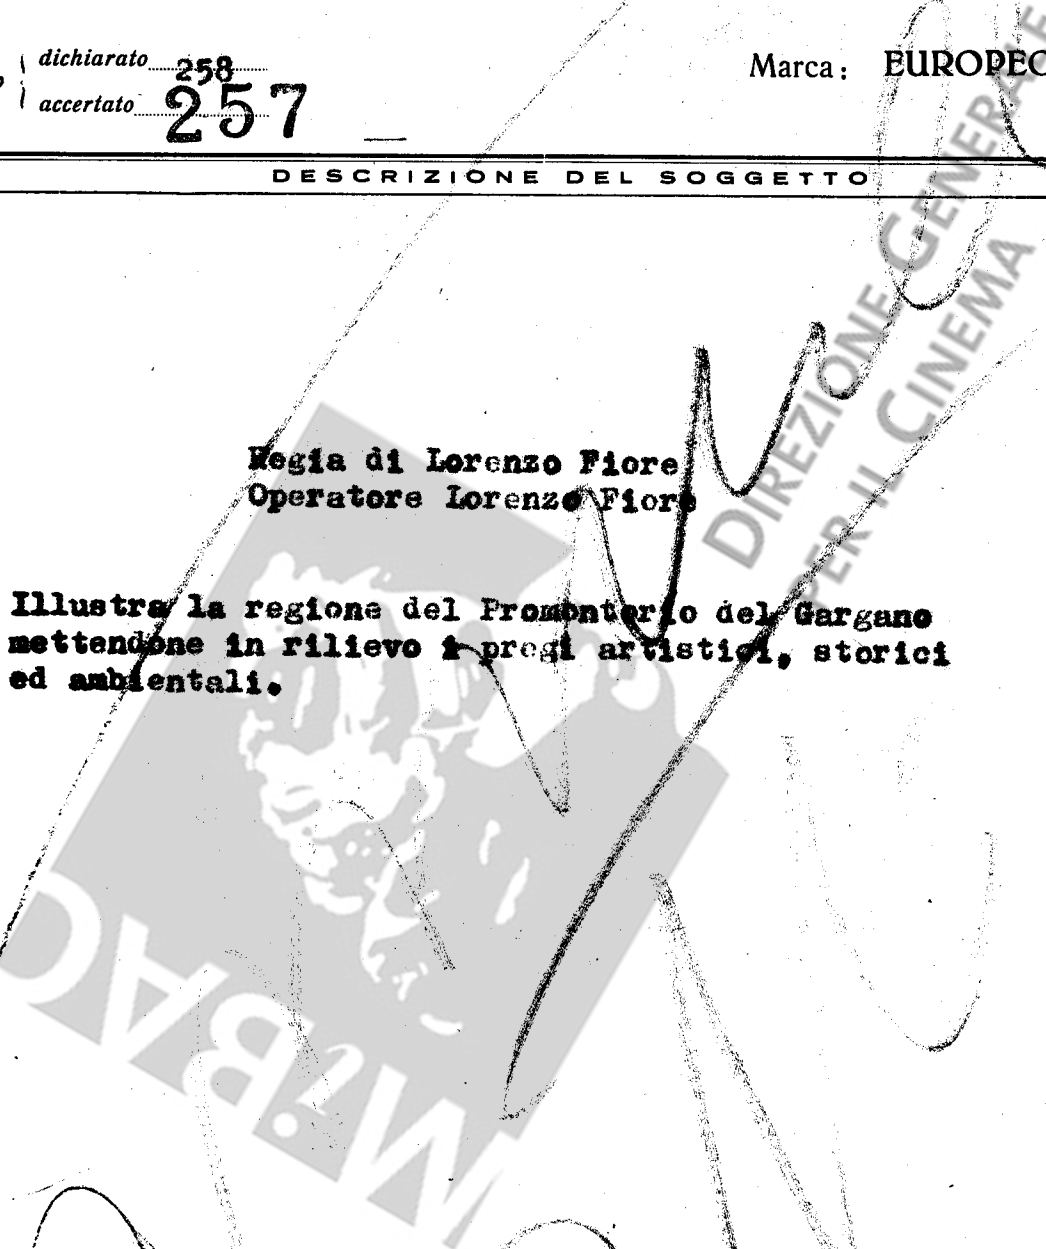 dichiarato 258
accertato 257
Marca: EUROPEO
DESCRIZIONE DEL SOGGETTO
Regia di Lorenzo Fiore
Operatore Lorenzo Fiore
Illustra la regione del Promontorio del Gargano
mettendone in rilievo i pregi artistici, storici
ed ambientali.
DIREZIONE GENERALE
PER IL CINEMA
MiBAC